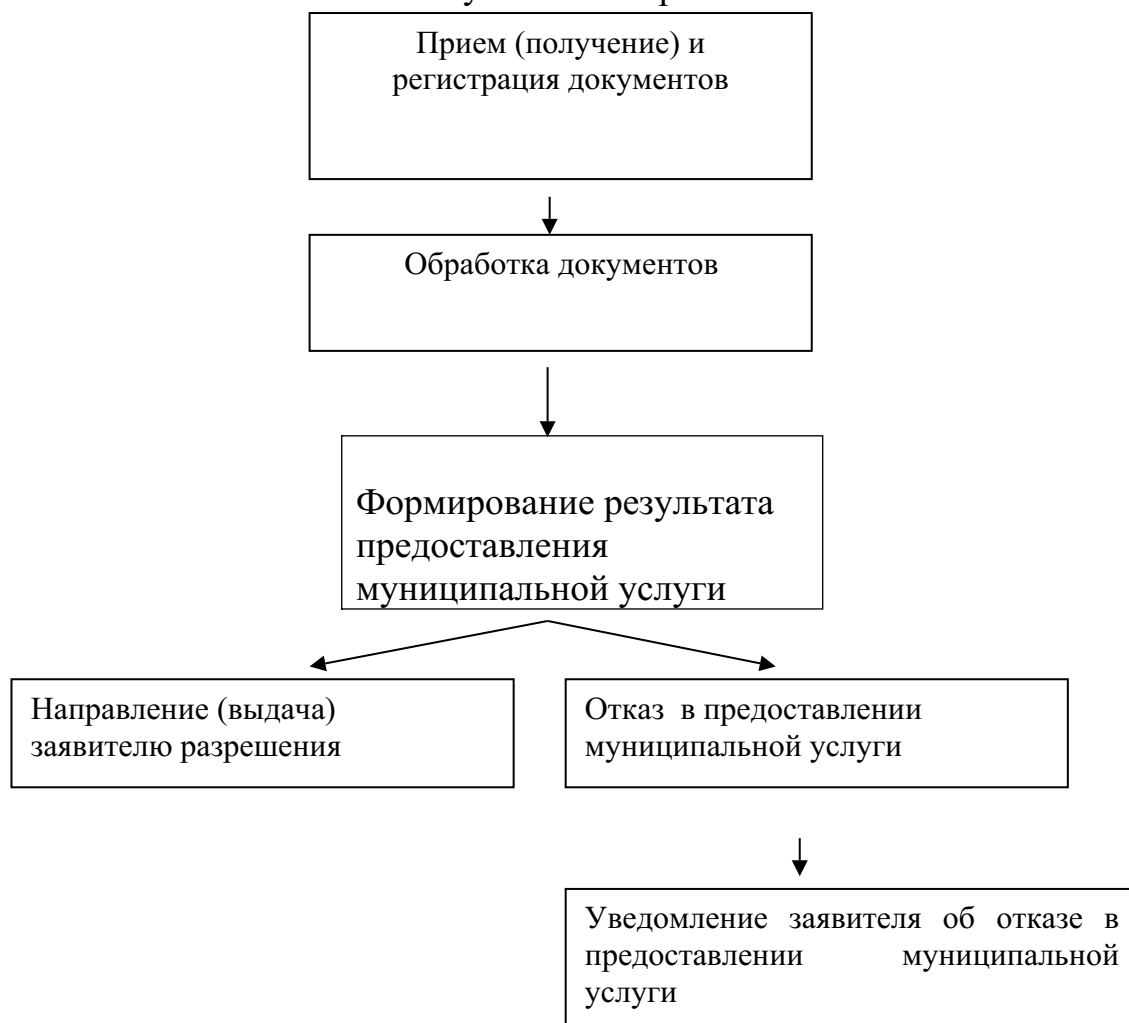 Прием (получение) и
регистрация документов
Обработка документов
Формирование результата
предоставления
муниципальной услуги
Направление (выдача)
заявителю разрешения
Отказ в предоставлении
муниципальной услуги
Уведомление заявителя об отказе в
предоставлении муниципальной
услуги